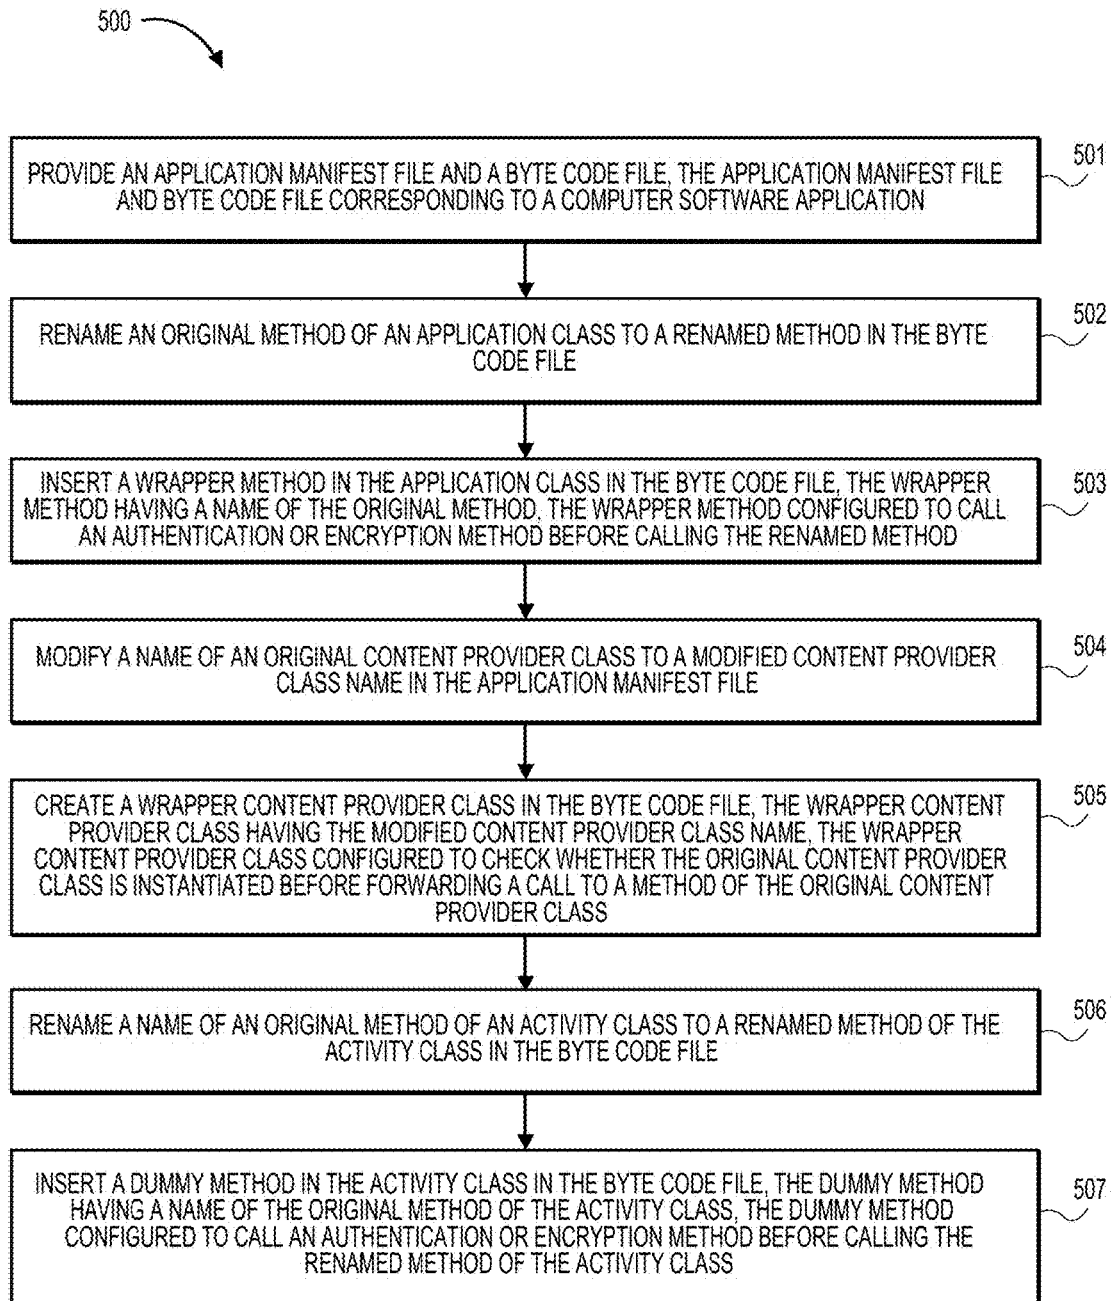 500
501
PROVIDE AN APPLICATION MANIFEST FILE AND A BYTE CODE FILE, THE APPLICATION MANIFEST FILE
AND BYTE CODE FILE CORRESPONDING TO A COMPUTER SOFTWARE APPLICATION
502
RENAME AN ORIGINAL METHOD OF AN APPLICATION CLASS TO A RENAMED METHOD IN THE BYTE
CODE FILE
503
INSERT A WRAPPER METHOD IN THE APPLICATION CLASS IN THE BYTE CODE FILE, THE WRAPPER
METHOD HAVING A NAME OF THE ORIGINAL METHOD, THE WRAPPER METHOD CONFIGURED TO CALL
AN AUTHENTICATION OR ENCRYPTION METHOD BEFORE CALLING THE RENAMED METHOD
504
MODIFY A NAME OF AN ORIGINAL CONTENT PROVIDER CLASS TO A MODIFIED CONTENT PROVIDER
CLASS NAME IN THE APPLICATION MANIFEST FILE
505
CREATE A WRAPPER CONTENT PROVIDER CLASS IN THE BYTE CODE FILE, THE WRAPPER CONTENT
PROVIDER CLASS HAVING THE MODIFIED CONTENT PROVIDER CLASS NAME, THE WRAPPER
CONTENT PROVIDER CLASS CONFIGURED TO CHECK WHETHER THE ORIGINAL CONTENT PROVIDER
CLASS IS INSTANTIATED BEFORE FORWARDING A CALL TO A METHOD OF THE ORIGINAL CONTENT
PROVIDER CLASS
506
RENAME A NAME OF AN ORIGINAL METHOD OF AN ACTIVITY CLASS TO A RENAMED METHOD OF THE
ACTIVITY CLASS IN THE BYTE CODE FILE
507
INSERT A DUMMY METHOD IN THE ACTIVITY CLASS IN THE BYTE CODE FILE, THE DUMMY METHOD
HAVING A NAME OF THE ORIGINAL METHOD OF THE ACTIVITY CLASS, THE DUMMY METHOD
CONFIGURED TO CALL AN AUTHENTICATION OR ENCRYPTION METHOD BEFORE CALLING THE
RENAMED METHOD OF THE ACTIVITY CLASS